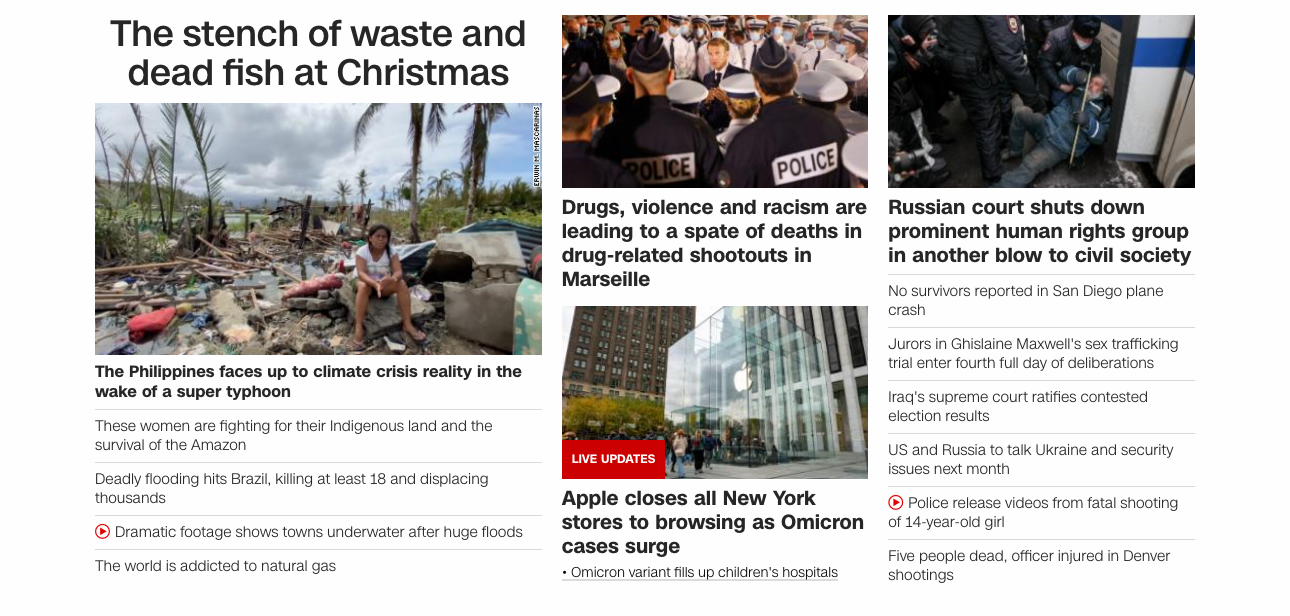 The stench of waste and
dead fish at Christmas
ERWIN M. MASCARINAS
The Philippines faces up to climate crisis reality in the
wake of a super typhoon
These women are fighting for their Indigenous land and the
survival of the Amazon
Deadly flooding hits Brazil, killing at least 18 and displacing
thousands
Dramatic footage shows towns underwater after huge floods
The world is addicted to natural gas
POLICE
POLICE
Drugs, violence and racism are
leading to a spate of deaths in
drug-related shootouts in
Marseille
LIVE UPDATES
Apple closes all New York
stores to browsing as Omicron
cases surge
• Omicron variant fills up children's hospitals
Russian court shuts down
prominent human rights group
in another blow to civil society
No survivors reported in San Diego plane
crash
Jurors in Ghislaine Maxwell's sex trafficking
trial enter fourth full day of deliberations
Iraq's supreme court ratifies contested
election results
US and Russia to talk Ukraine and security
issues next month
Police release videos from fatal shooting
of 14-year-old girl
Five people dead, officer injured in Denver
shootings